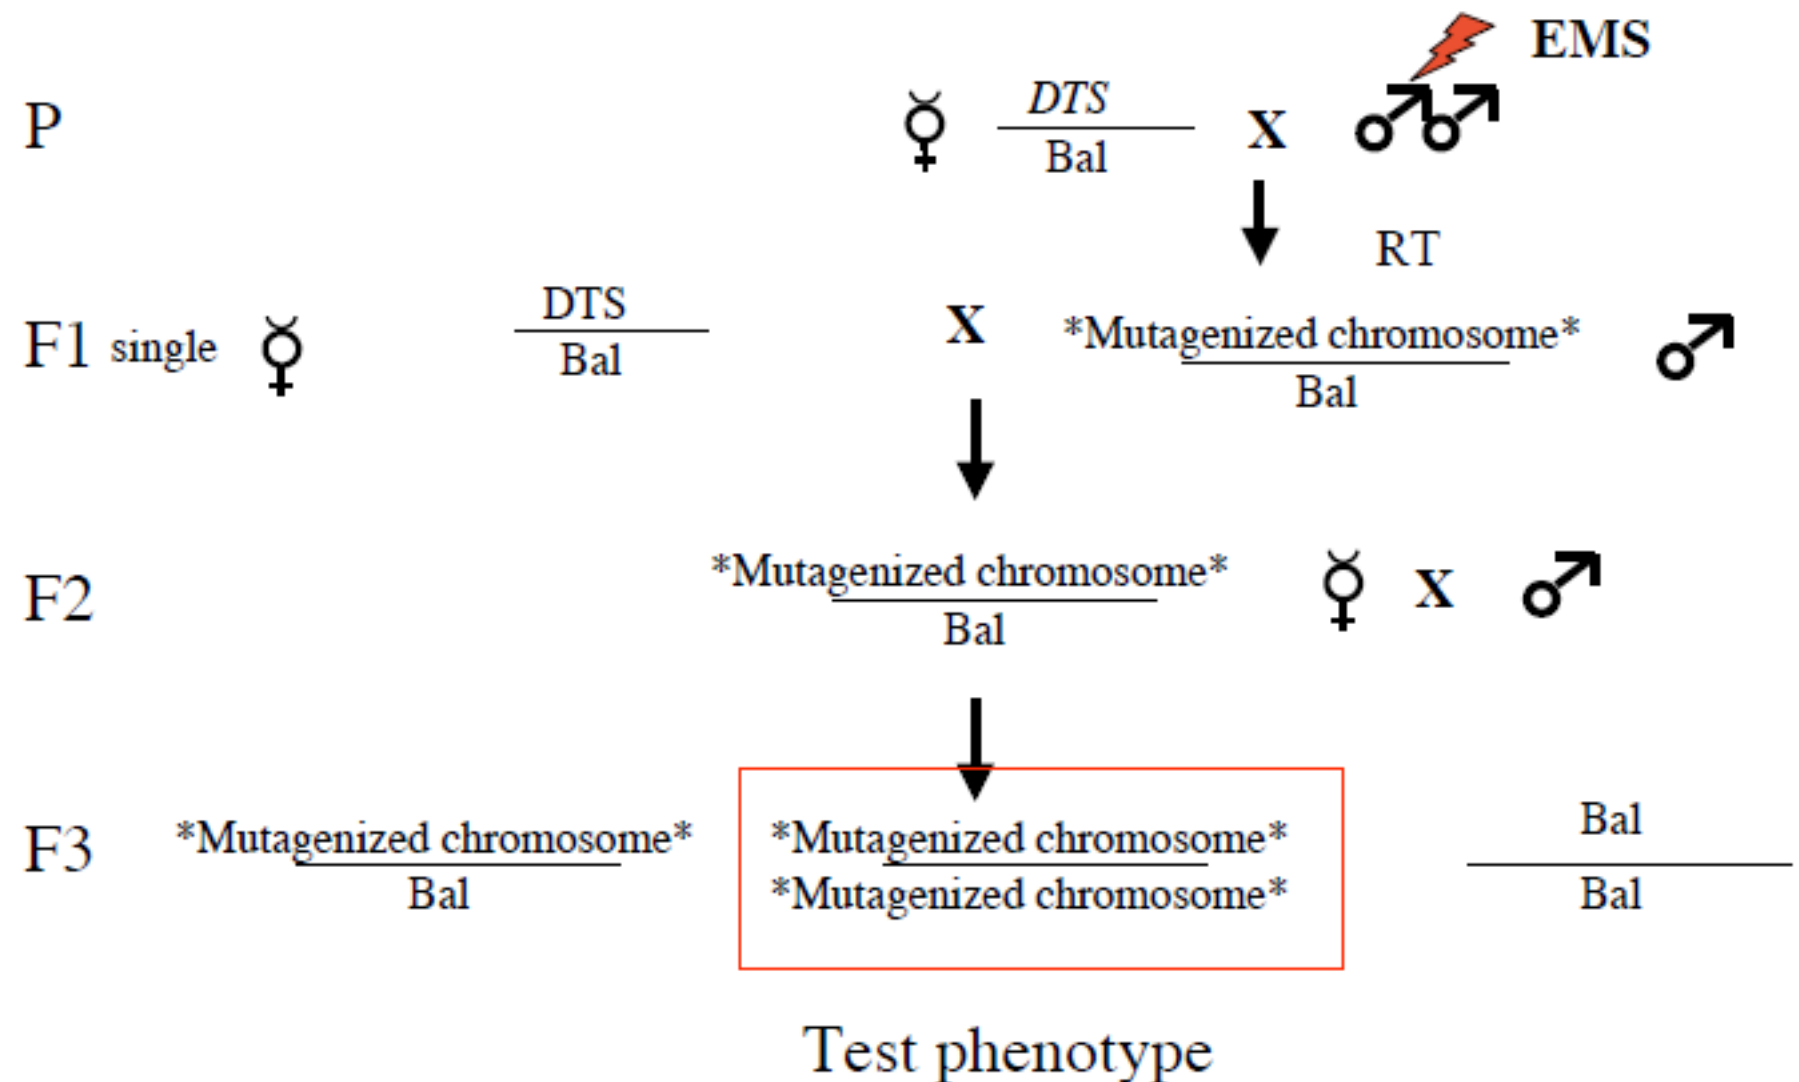 EMS
P
DTS
X
Bal
RT
F1 single
DTS
Bal
X
*Mutagenized chromosome*
Bal
F2
*Mutagenized chromosome*
Bal
X
F3
*Mutagenized chromosome*
Bal
*Mutagenized chromosome*
*Mutagenized chromosome*
Bal
Bal
Test phenotype